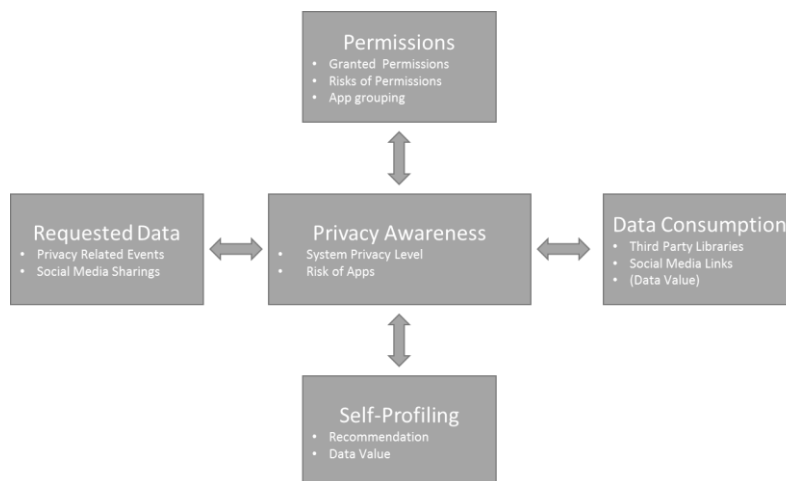 Permissions
• Granted Permissions
• Risks of Permissions
• App grouping
Requested Data
• Privacy Related Events
• Social Media Sharings
Privacy Awareness
• System Privacy Level
• Risk of Apps
Data Consumption
• Third Party Libraries
• Social Media Links
• (Data Value)
Self-Profiling
• Recommendation
• Data Value